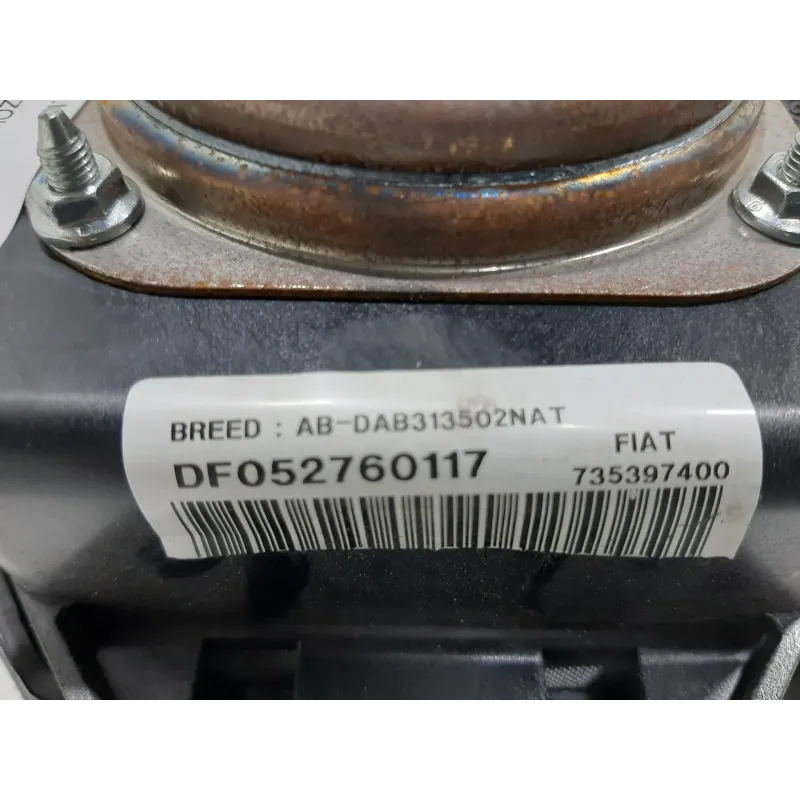 BREED : AB-DAB313502NAT
DF052760117
FIAT
735397400